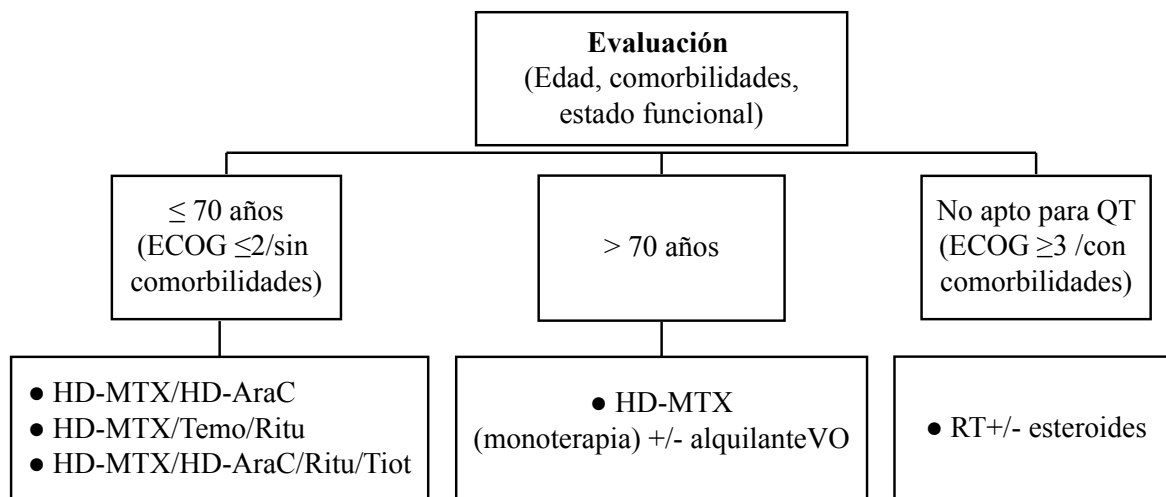 Evaluación
(Edad, comorbilidades,
estado funcional)
≤ 70 años
(ECOG ≤2/sin
comorbilidades)
> 70 años
No apto para QT
(ECOG ≥3 /con
comorbilidades)
● HD-MTX/HD-AraC
● HD-MTX/Temo/Ritu
● HD-MTX/HD-AraC/Ritu/Tiot
● HD-MTX
(monoterapia) +/- alquilanteVO
● RT+/- esteroides